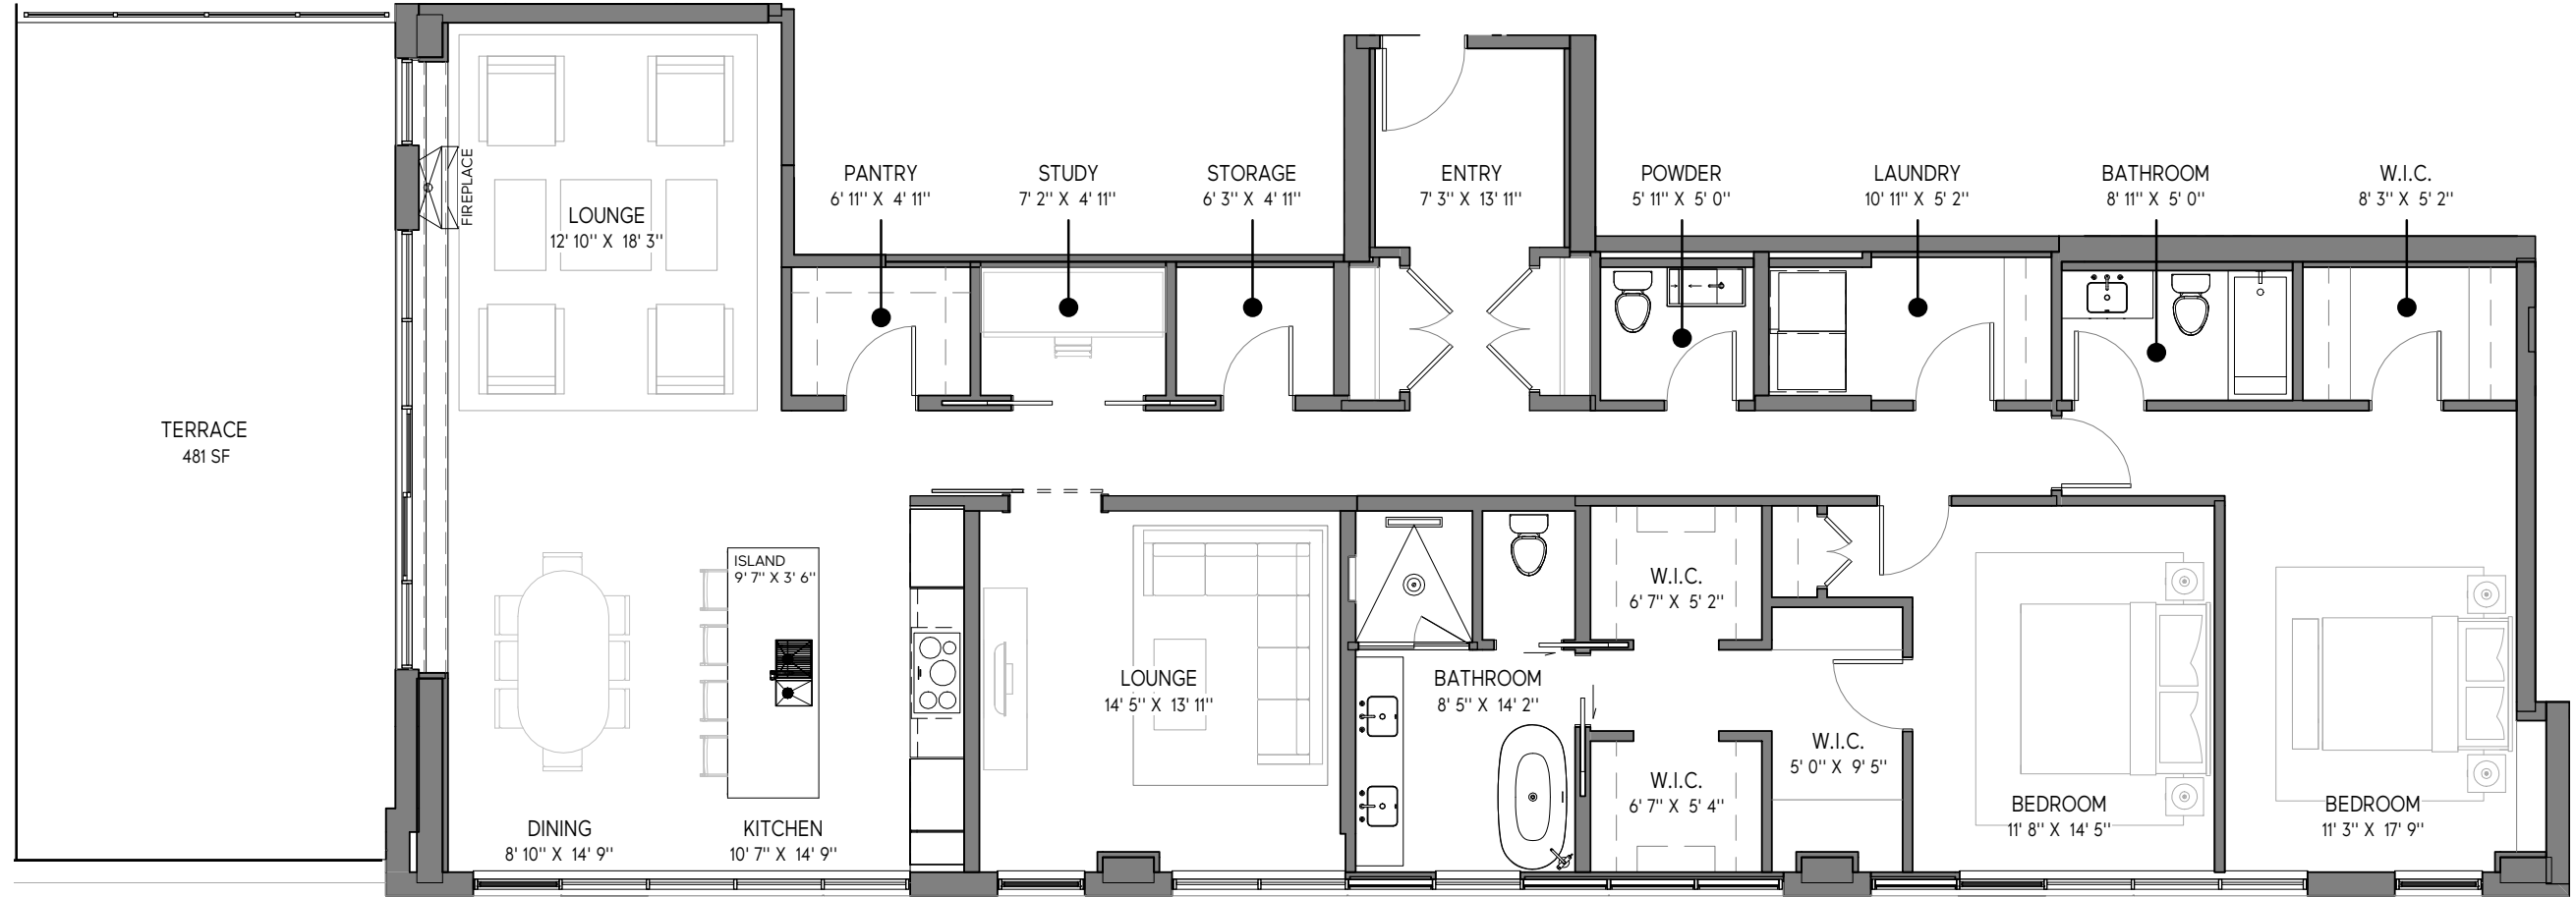 PANTRY
6' 11" X 4' 11"
STUDY
7' 2" X 4' 11"
STORAGE
6' 3" X 4' 11"
ENTRY
7' 3" X 13' 11"
POWDER
5' 11" X 5' 0"
LAUNDRY
10' 11" X 5' 2"
BATHROOM
8' 11" X 5' 0"
W.I.C.
8' 3" X 5' 2"
FIREPLACE
LOUNGE
12' 10" X 18' 3"
TERRACE
481 SF
ISLAND
9' 7" X 3' 6"
W.I.C.
6' 7" X 5' 2"
LOUNGE
14' 5" X 13' 11"
BATHROOM
8' 5" X 14' 2"
W.I.C.
5' 0" X 9' 5"
W.I.C.
6' 7" X 5' 4"
BEDROOM
11' 8" X 14' 5"
BEDROOM
11' 3" X 17' 9"
DINING
8' 10" X 14' 9"
KITCHEN
10' 7" X 14' 9"